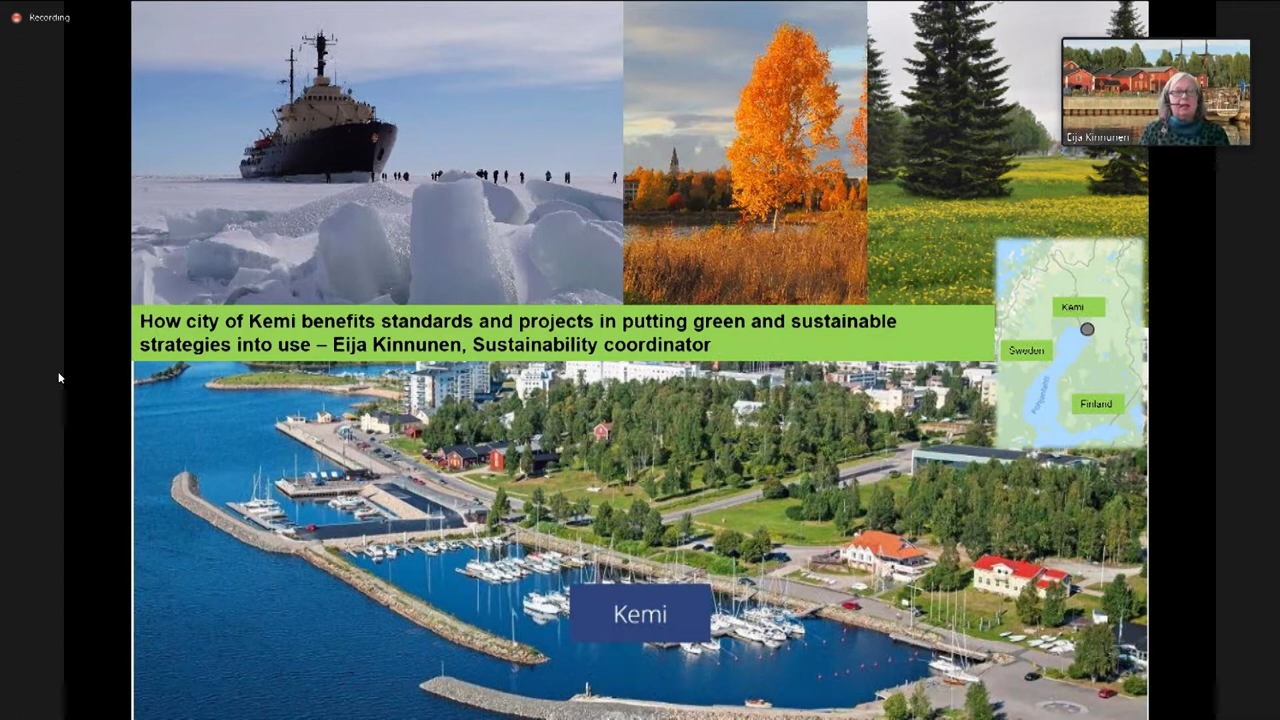 Recording
Eija Kinnunen
How city of Kemi benefits standards and projects in putting green and sustainable
strategies into use – Eija Kinnunen, Sustainability coordinator
Kemi
Sweden
Pohjanlahti
Finland
Kemi